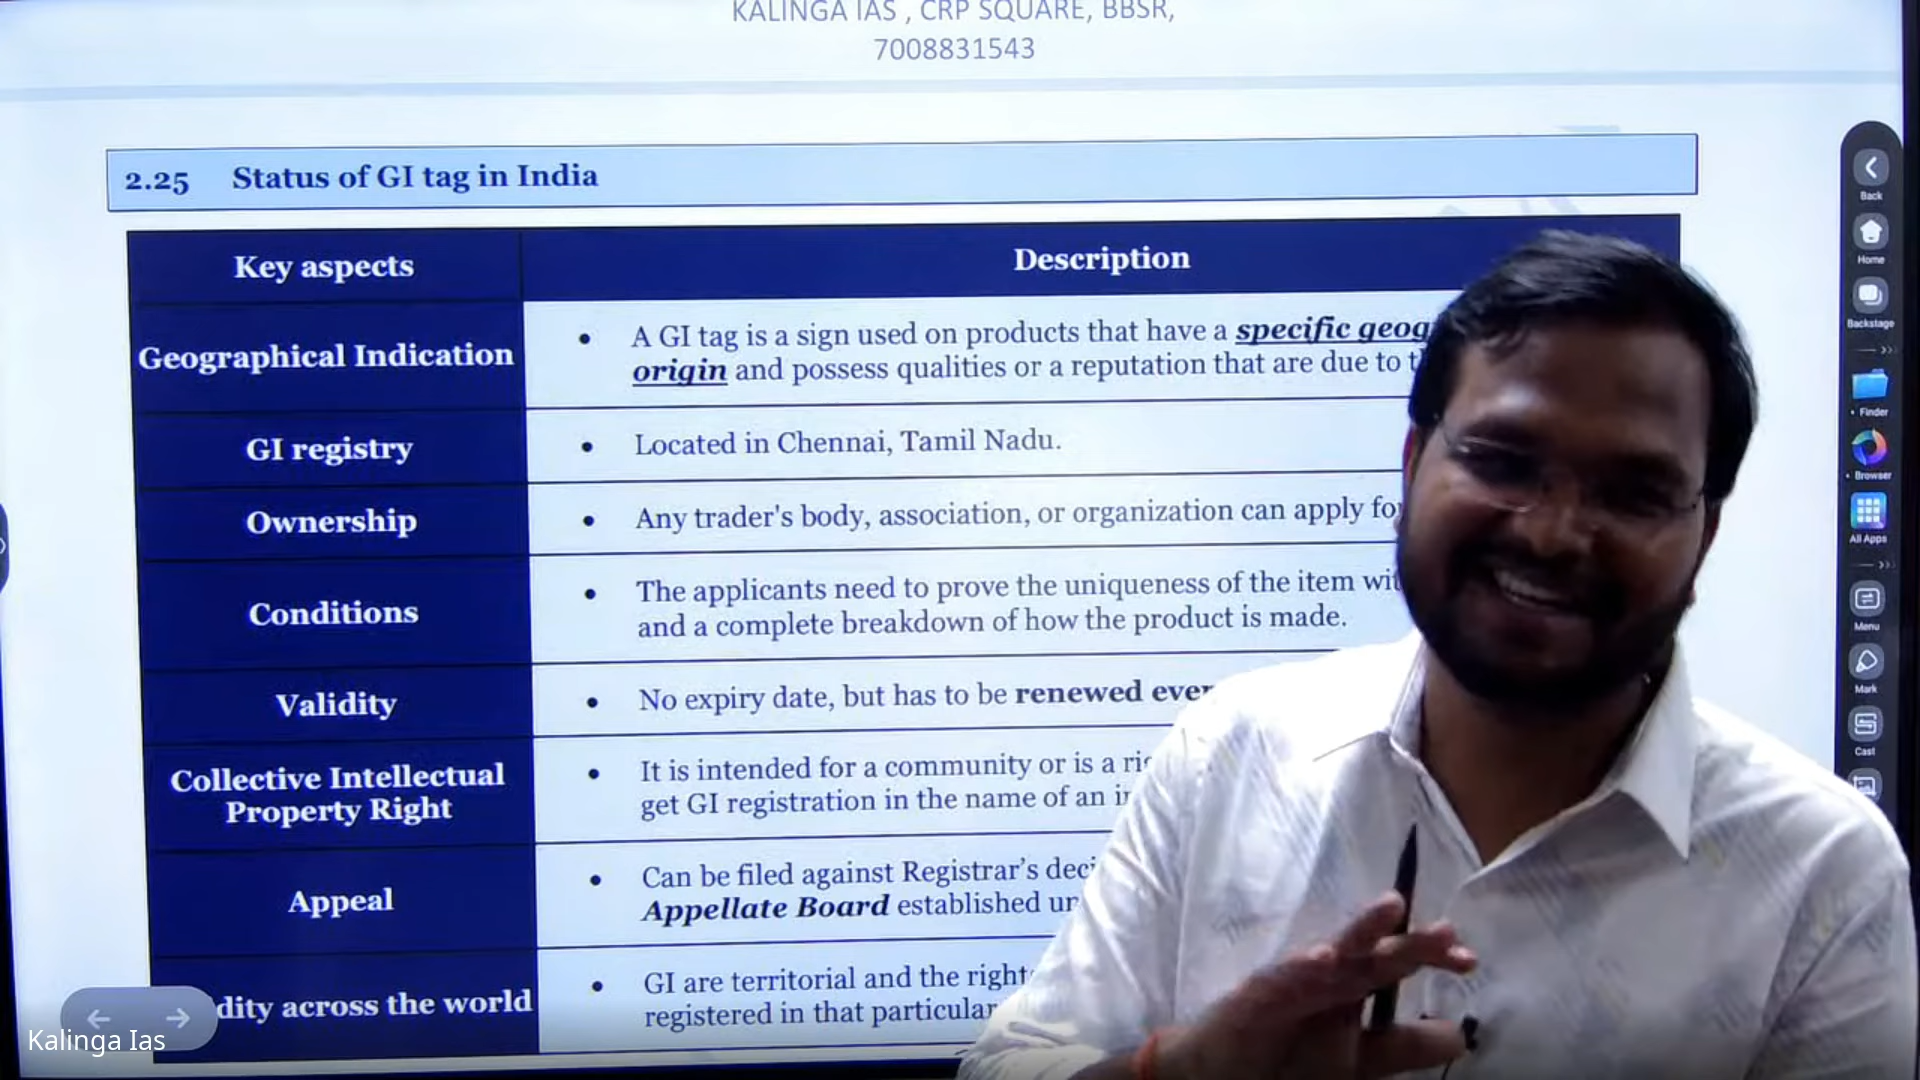 KALINGA IAS , CRP SQUARE, BBSR,
7008831543
2.25 Status of GI tag in India
Key aspects
Description
Geographical Indication
• A GI tag is a sign used on products that have a specific geog
origin and possess qualities or a reputation that are due to t
GI registry
• Located in Chennai, Tamil Nadu.
Ownership
• Any trader's body, association, or organization can apply for
Conditions
• The applicants need to prove the uniqueness of the item wit
and a complete breakdown of how the product is made.
Validity
• No expiry date, but has to be renewed ever
Collective Intellectual
Property Right
• It is intended for a community or is a rig
get GI registration in the name of an in
Appeal
• Can be filed against Registrar's deci
Appellate Board established un
dity across the world
• GI are territorial and the right
registered in that particular
Back
Home
Backstage
• Finder
• Browser
All Apps
Menu
Mark
Cast
Kalinga Ias